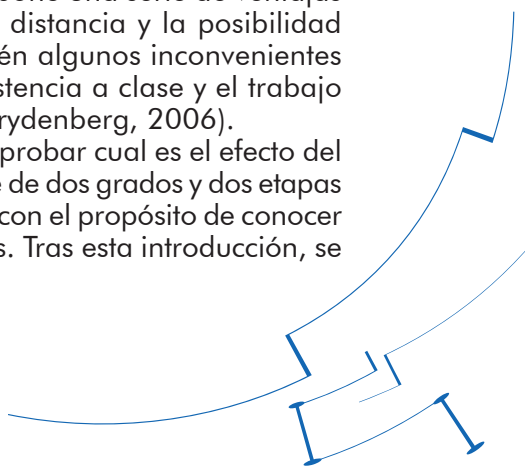 distancia y la posibilidad
én algunos inconvenientes
stencia a clase y el trabajo
rydenberg, 2006).
probar cual es el efecto del
e de dos grados y dos etapas
con el propósito de conocer
s. Tras esta introducción, se